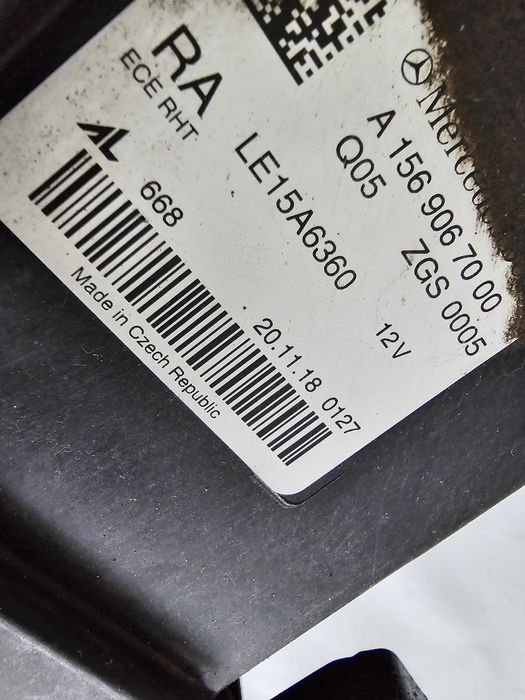 RA
ECE RHT
A 156 906 70 00
Q05 ZGS 0005
LE15A6360 12V
AL
668
20.11.18 0127
Made in Czech Republic